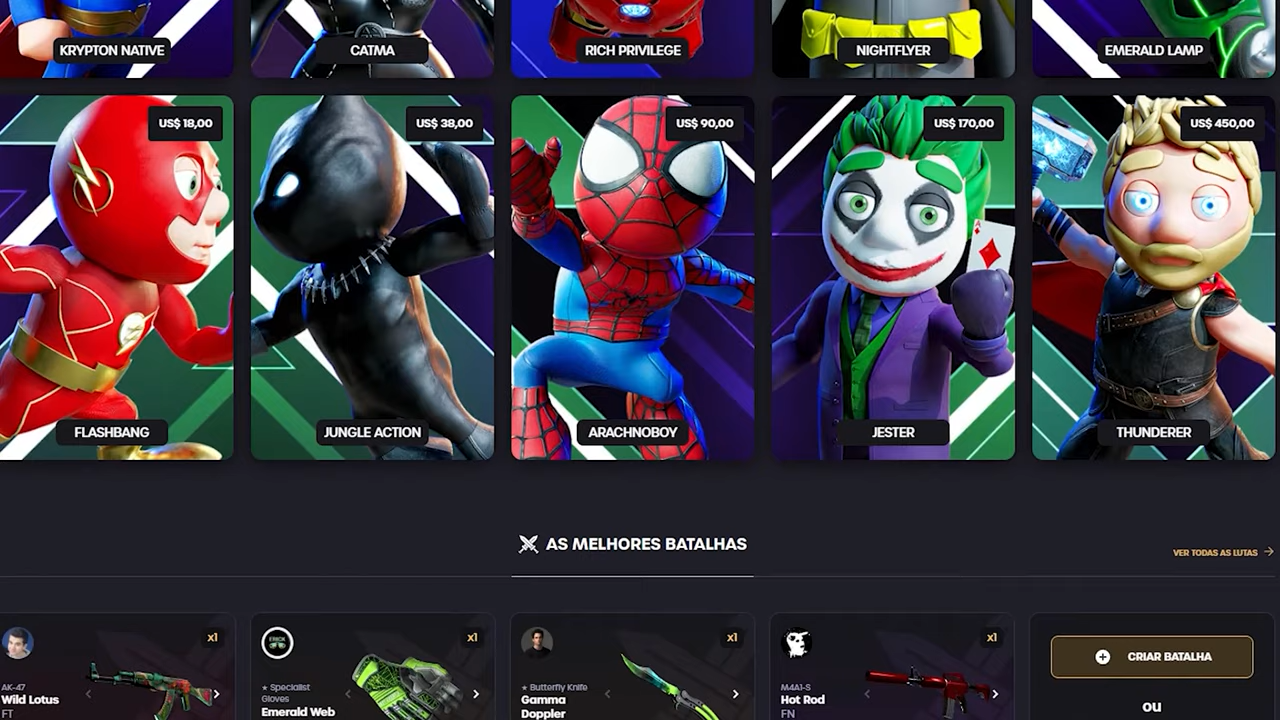 KRYPTON NATIVE
CATMA
RICH PRIVILEGE
NIGHTFLYER
EMERALD LAMP
US$ 18,00
US$ 38,00
US$ 90,00
US$ 170,00
US$ 450,00
FLASHBANG
JUNGLE ACTION
ARACHNOBOY
JESTER
THUNDERER
AS MELHORES BATALHAS
VER TODAS AS LUTAS
x1
AK-47
Wild Lotus
FT
x1
★ Specialist
Gloves
Emerald Web
x1
★ Butterfly Knife
Gamma
Doppler
x1
M4A1-S
Hot Rod
FN
CRIAR BATALHA
ou